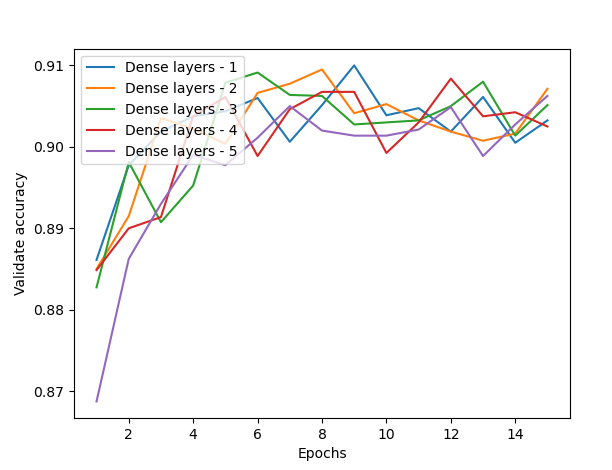 0.91
0.90
0.89
0.88
0.87
Validate accuracy
Dense layers - 1
Dense layers - 2
Dense layers - 3
Dense layers - 4
Dense layers - 5
2 4 6 8 10 12 14
Epochs